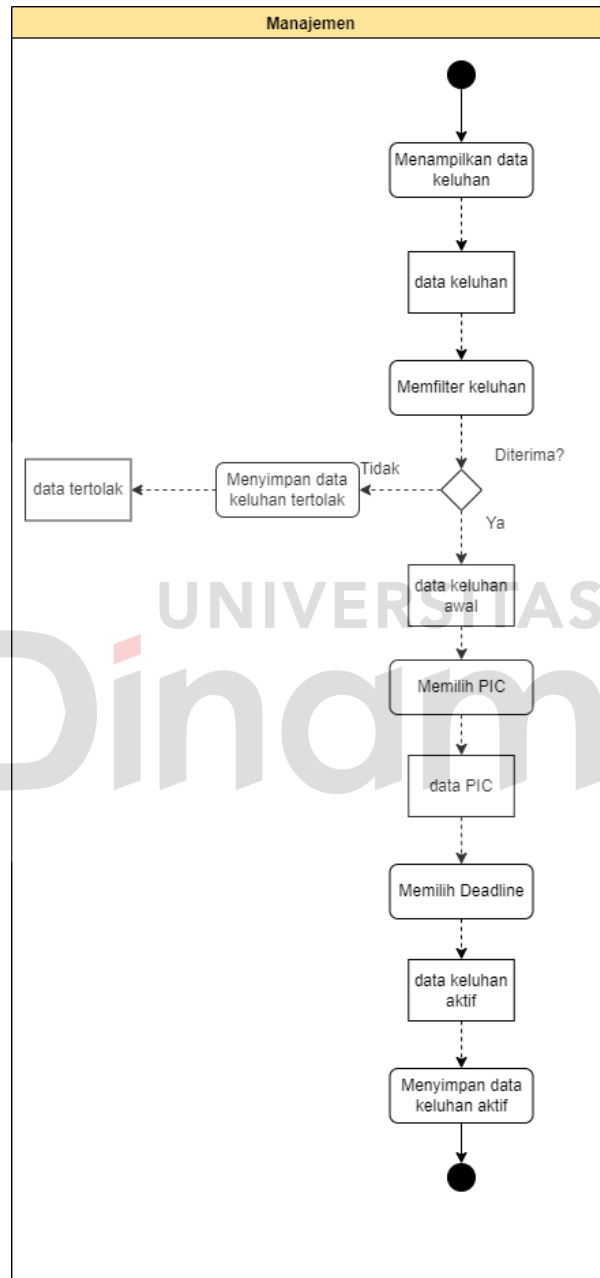 Manajemen
Menampilkan data
keluhan
data keluhan
Memfilter keluhan
Diterima?
Tidak
Menyimpan data
keluhan tertolak
data tertolak
Ya
data keluhan
awal
UNIVERSITAS
Dinam
Memilih PIC
data PIC
Memilih Deadline
data keluhan
aktif
Menyimpan data
keluhan aktif